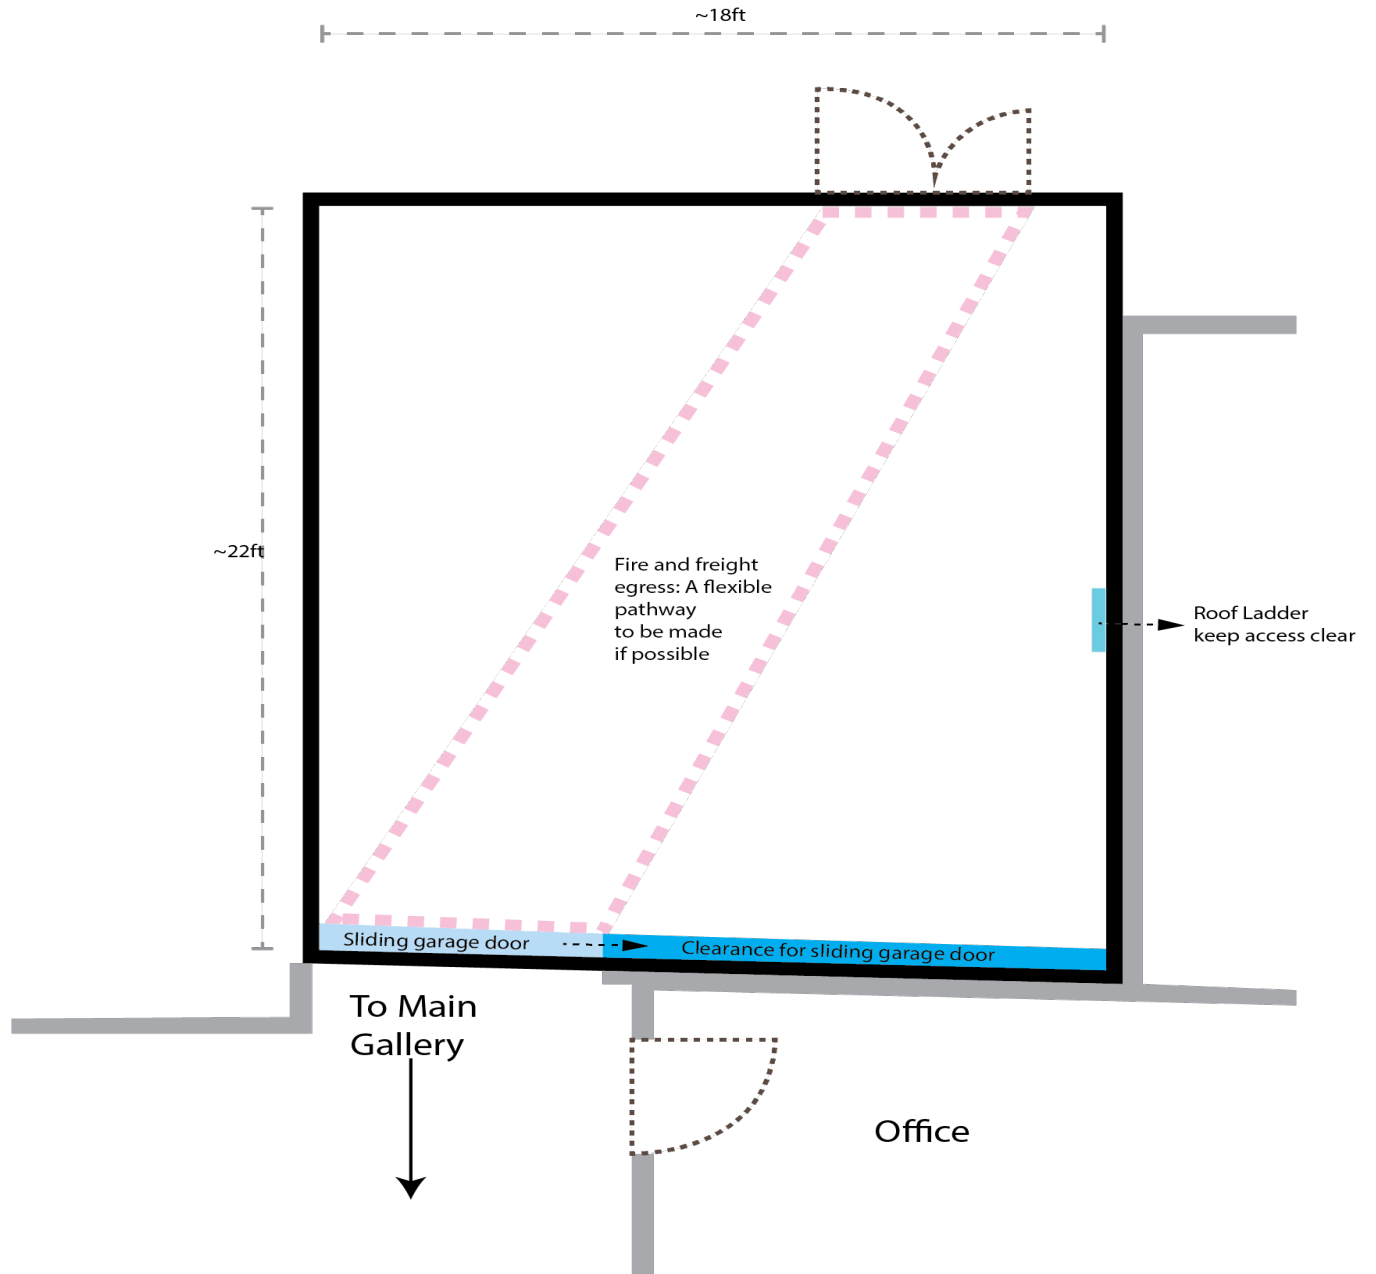 ~18ft
~22ft
Fire and freight
egress: A flexible
pathway
to be made
if possible
Roof Ladder
keep access clear
Sliding garage door
Clearance for sliding garage door
To Main
Gallery
Office